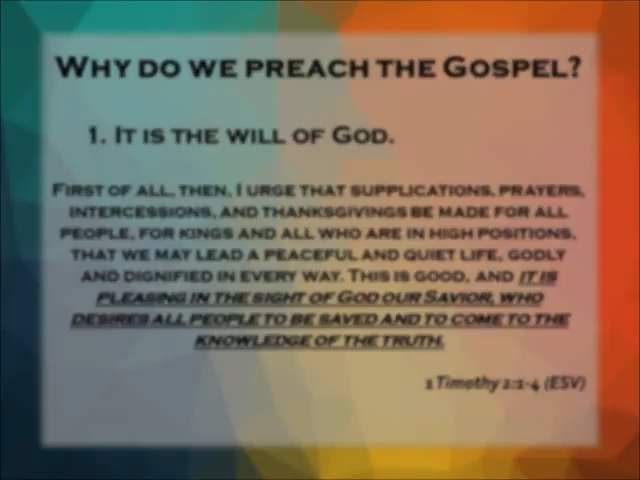 WHY DO WE PREACH THE GOSPEL?
1. IT IS THE WILL OF GOD.
FIRST OF ALL, THEN, I URGE THAT SUPPLICATIONS, PRAYERS,
INTERCESSIONS, AND THANKSGIVINGS BE MADE FOR ALL
PEOPLE, FOR KINGS AND ALL WHO ARE IN HIGH POSITIONS,
THAT WE MAY LEAD A PEACEFUL AND QUIET LIFE, GODLY
AND DIGNIFIED IN EVERY WAY. THIS IS GOOD, AND IT IS
PLEASING IN THE SIGHT OF GOD OUR SAVIOR, WHO
DESIRES ALL PEOPLE TO BE SAVED AND TO COME TO THE
KNOWLEDGE OF THE TRUTH.
1 Timothy 2:1-4 (ESV)